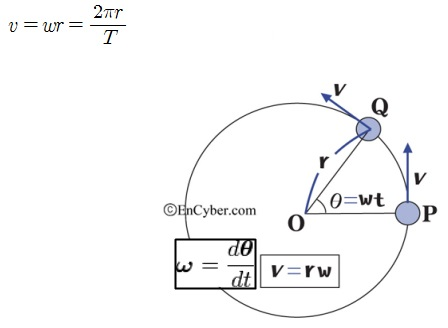 v = wr = 2πr/T
v
Q
r
v
©EnCyber.com
θ=wt
P
O
ω = dθ/dt
v=rw